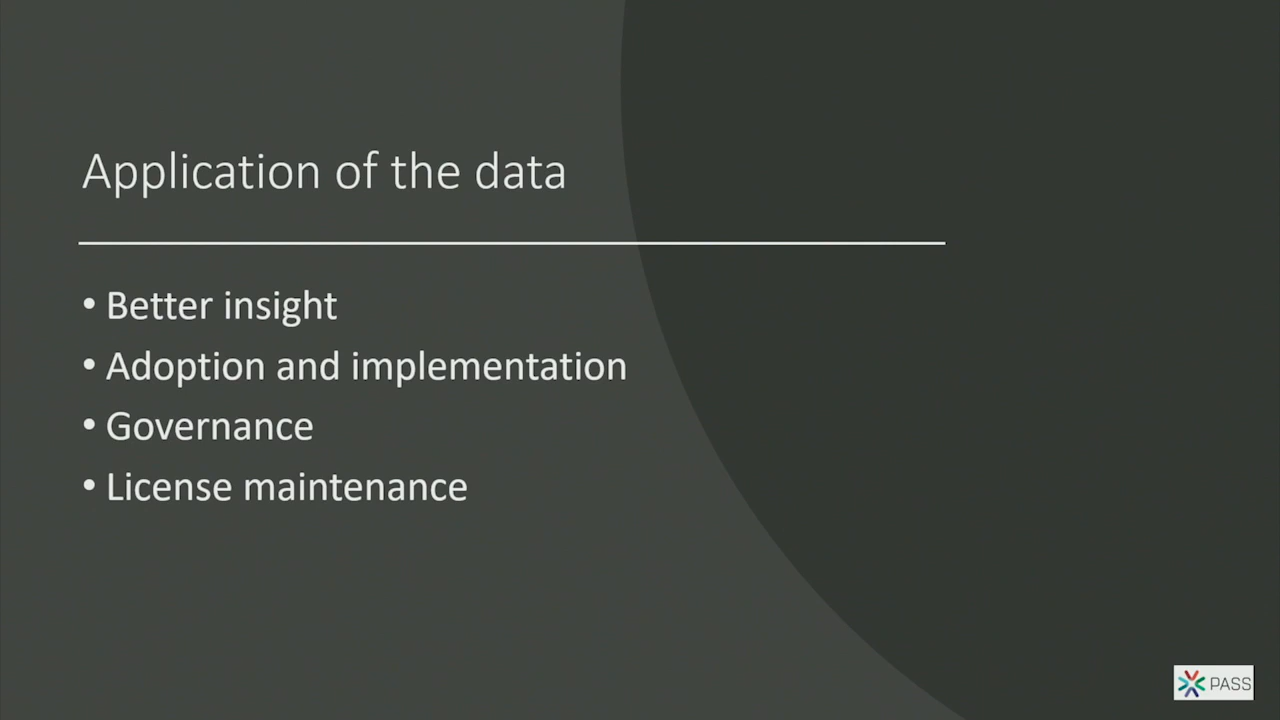 Application of the data
• Better insight
• Adoption and implementation
• Governance
• License maintenance
PASS